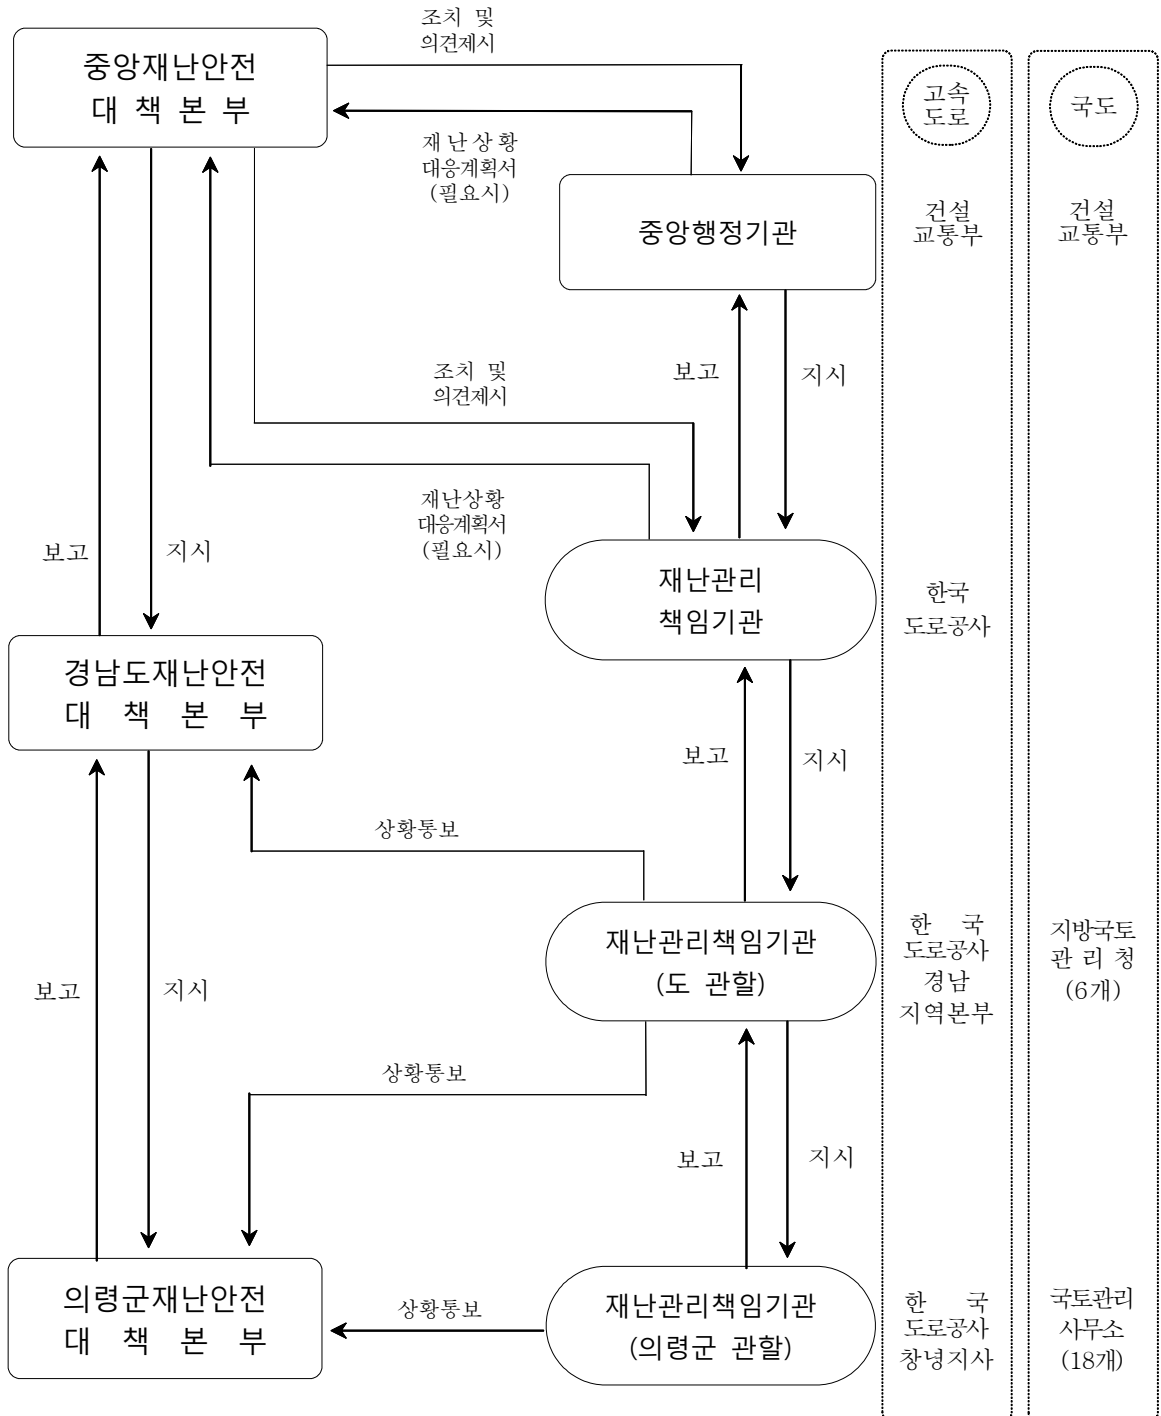 조치 및
의견제시
중앙재난안전
대 책 본 부
고속
도로
국도
재 난 상 황
대응계획서
(필요시)
중앙행정기관
건설
교통부
건설
교통부
조치 및
의견제시
보고
지시
재난상황
대응계획서
(필요시)
보고
지시
재난관리
책임기관
한국
도로공사
경남도재난안전
대 책 본 부
보고
지시
상황통보
재난관리책임기관
(도 관할)
한 국
도로공사
경남
지역본부
지방국토
관 리 청
(6개)
보고
지시
상황통보
보고
지시
의령군재난안전
대 책 본 부
상황통보
재난관리책임기관
(의령군 관할)
한 국
도로공사
창녕지사
국토관리
사무소
(18개)